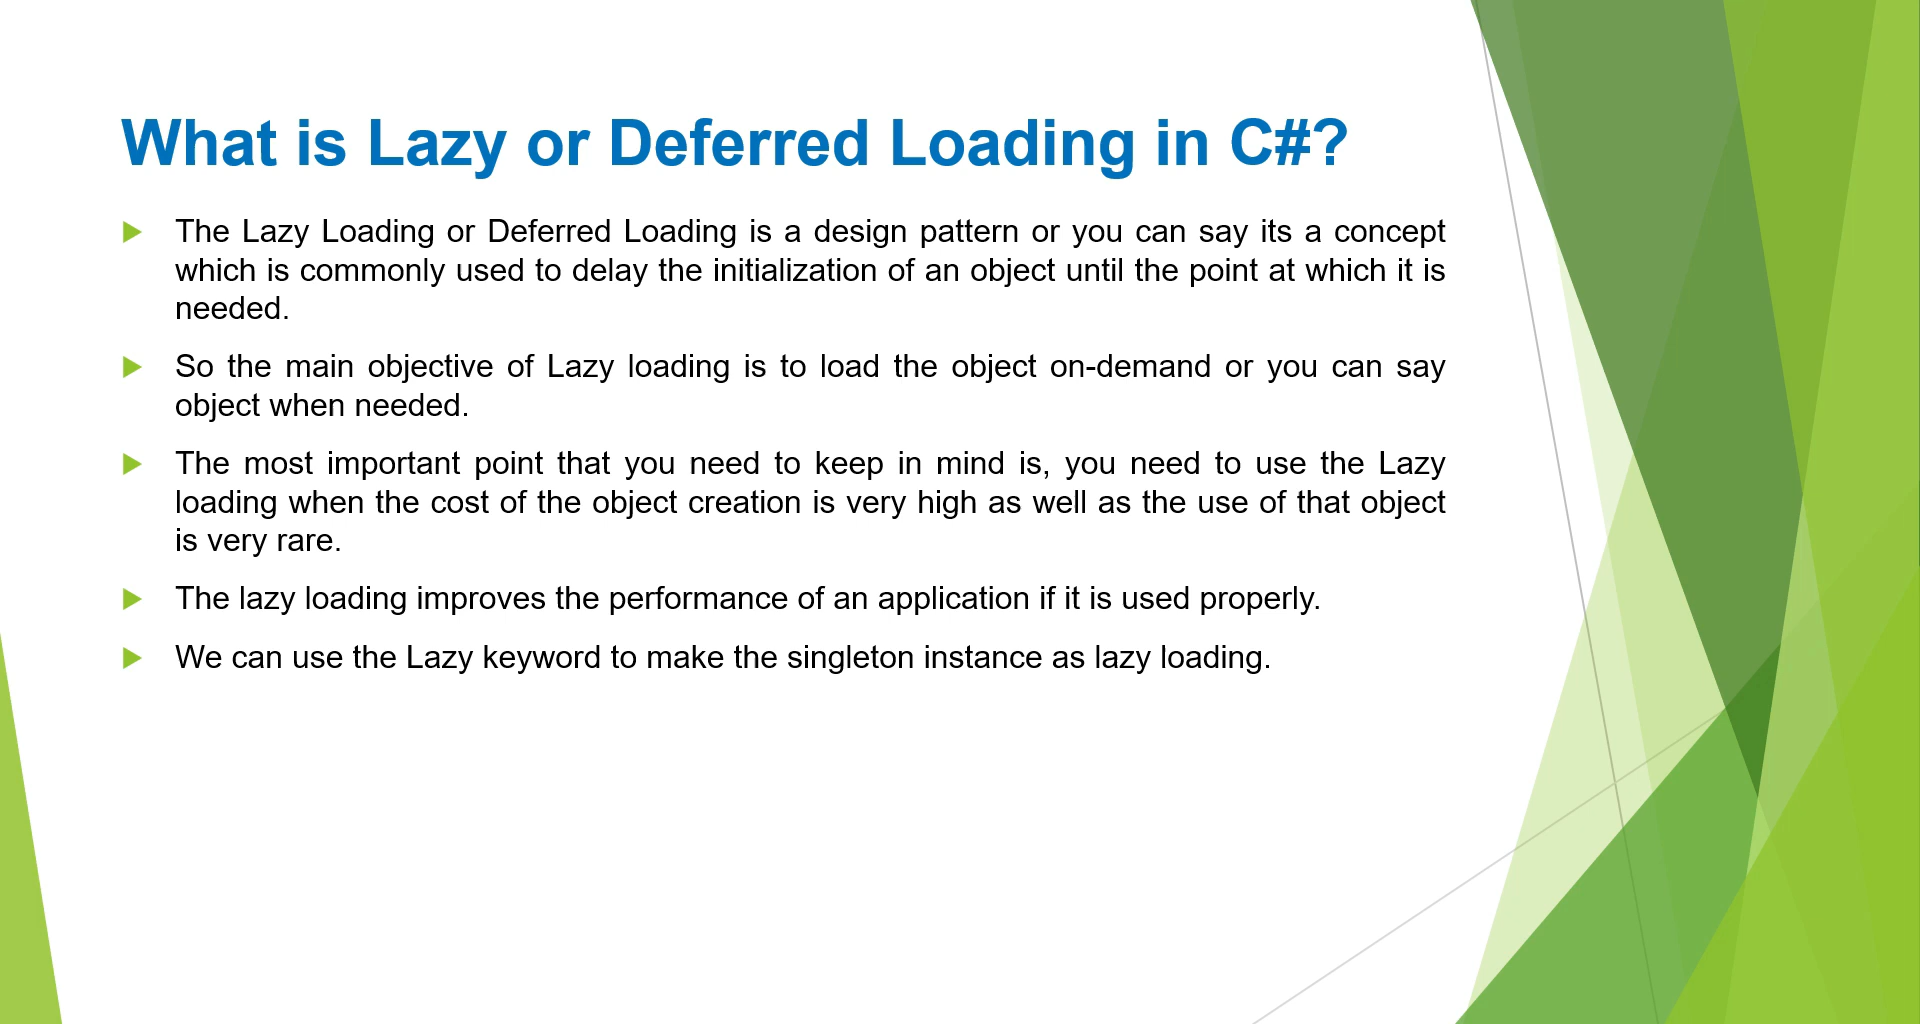 What is Lazy or Deferred Loading in C#?
The Lazy Loading or Deferred Loading is a design pattern or you can say its a concept
which is commonly used to delay the initialization of an object until the point at which it is
needed.
So the main objective of Lazy loading is to load the object on-demand or you can say
object when needed.
The most important point that you need to keep in mind is, you need to use the Lazy
loading when the cost of the object creation is very high as well as the use of that object
is very rare.
The lazy loading improves the performance of an application if it is used properly.
We can use the Lazy keyword to make the singleton instance as lazy loading.